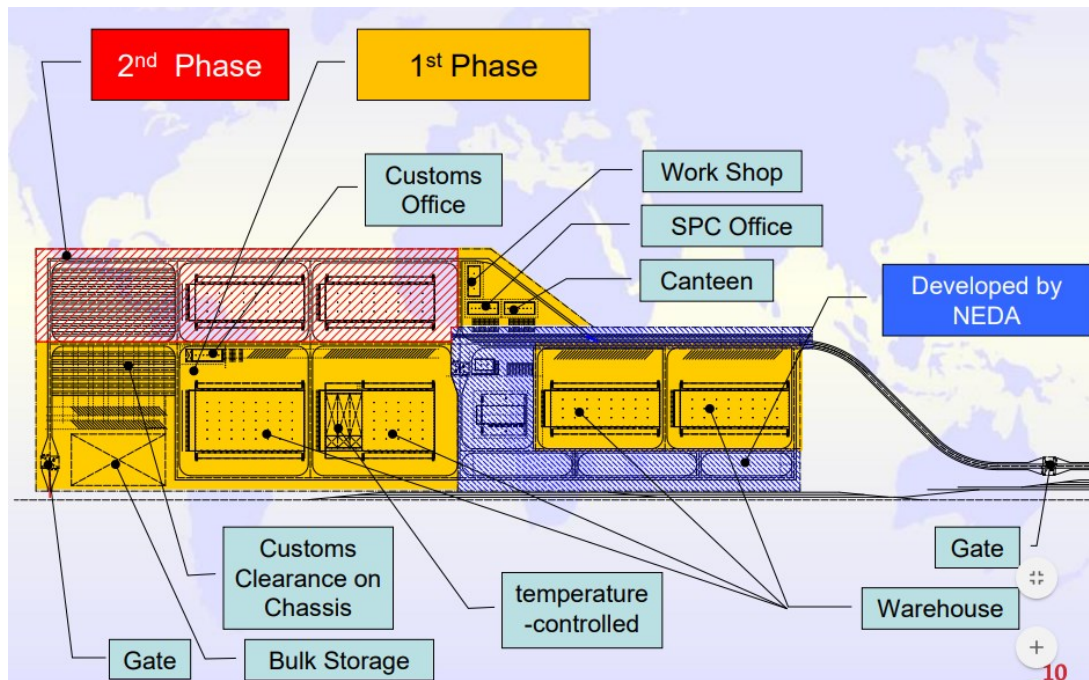 2nd Phase
1st Phase
Customs
Office
Work Shop
SPC Office
Canteen
Developed by
NEDA
Customs
Clearance on
Chassis
temperature
-controlled
Gate
Warehouse
Gate
Bulk Storage
10